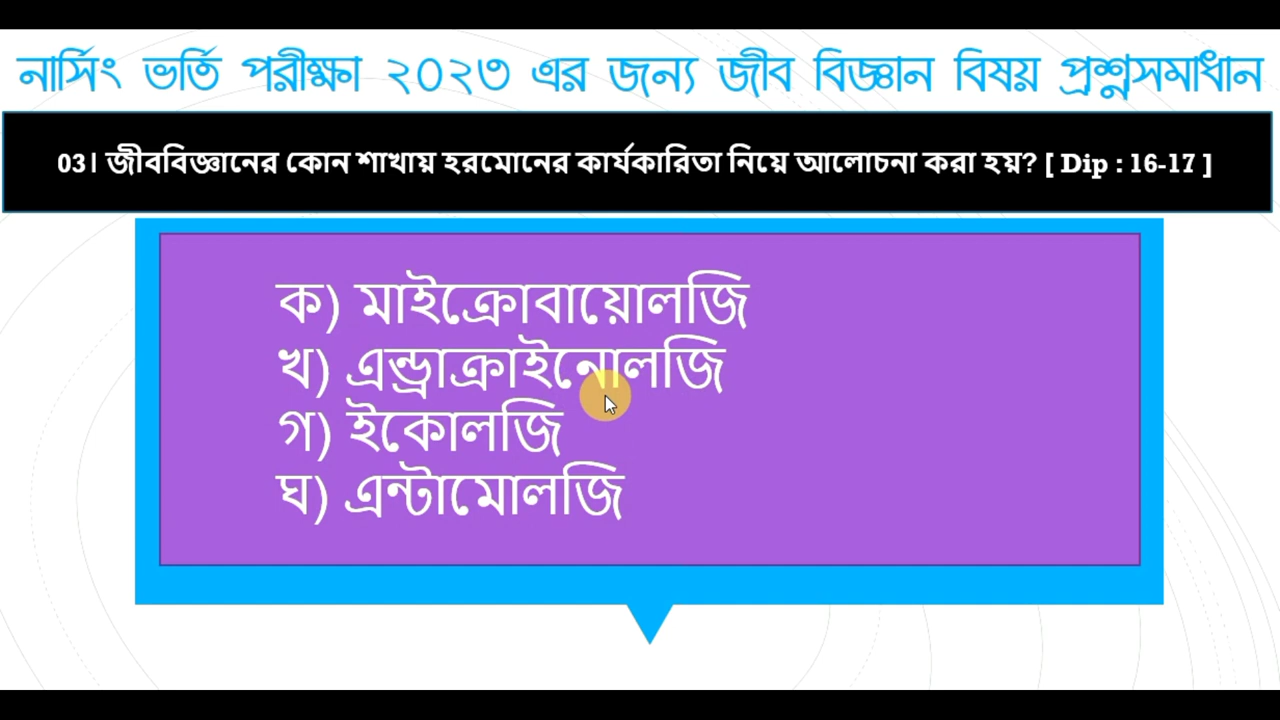 নার্সিং ভর্তি পরীক্ষা ২০২৩ এর জন্য জীব বিজ্ঞান বিষয় প্রশ্নসমাধান
03। জীববিজ্ঞানের কোন শাখায় হরমোনের কার্যকারিতা নিয়ে আলোচনা করা হয়? [ Dip : 16-17 ]
ক) মাইক্রোবায়োলজি
খ) এন্ড্রাক্রাইনোলজি
গ) ইকোলজি
ঘ) এন্টামোলজি